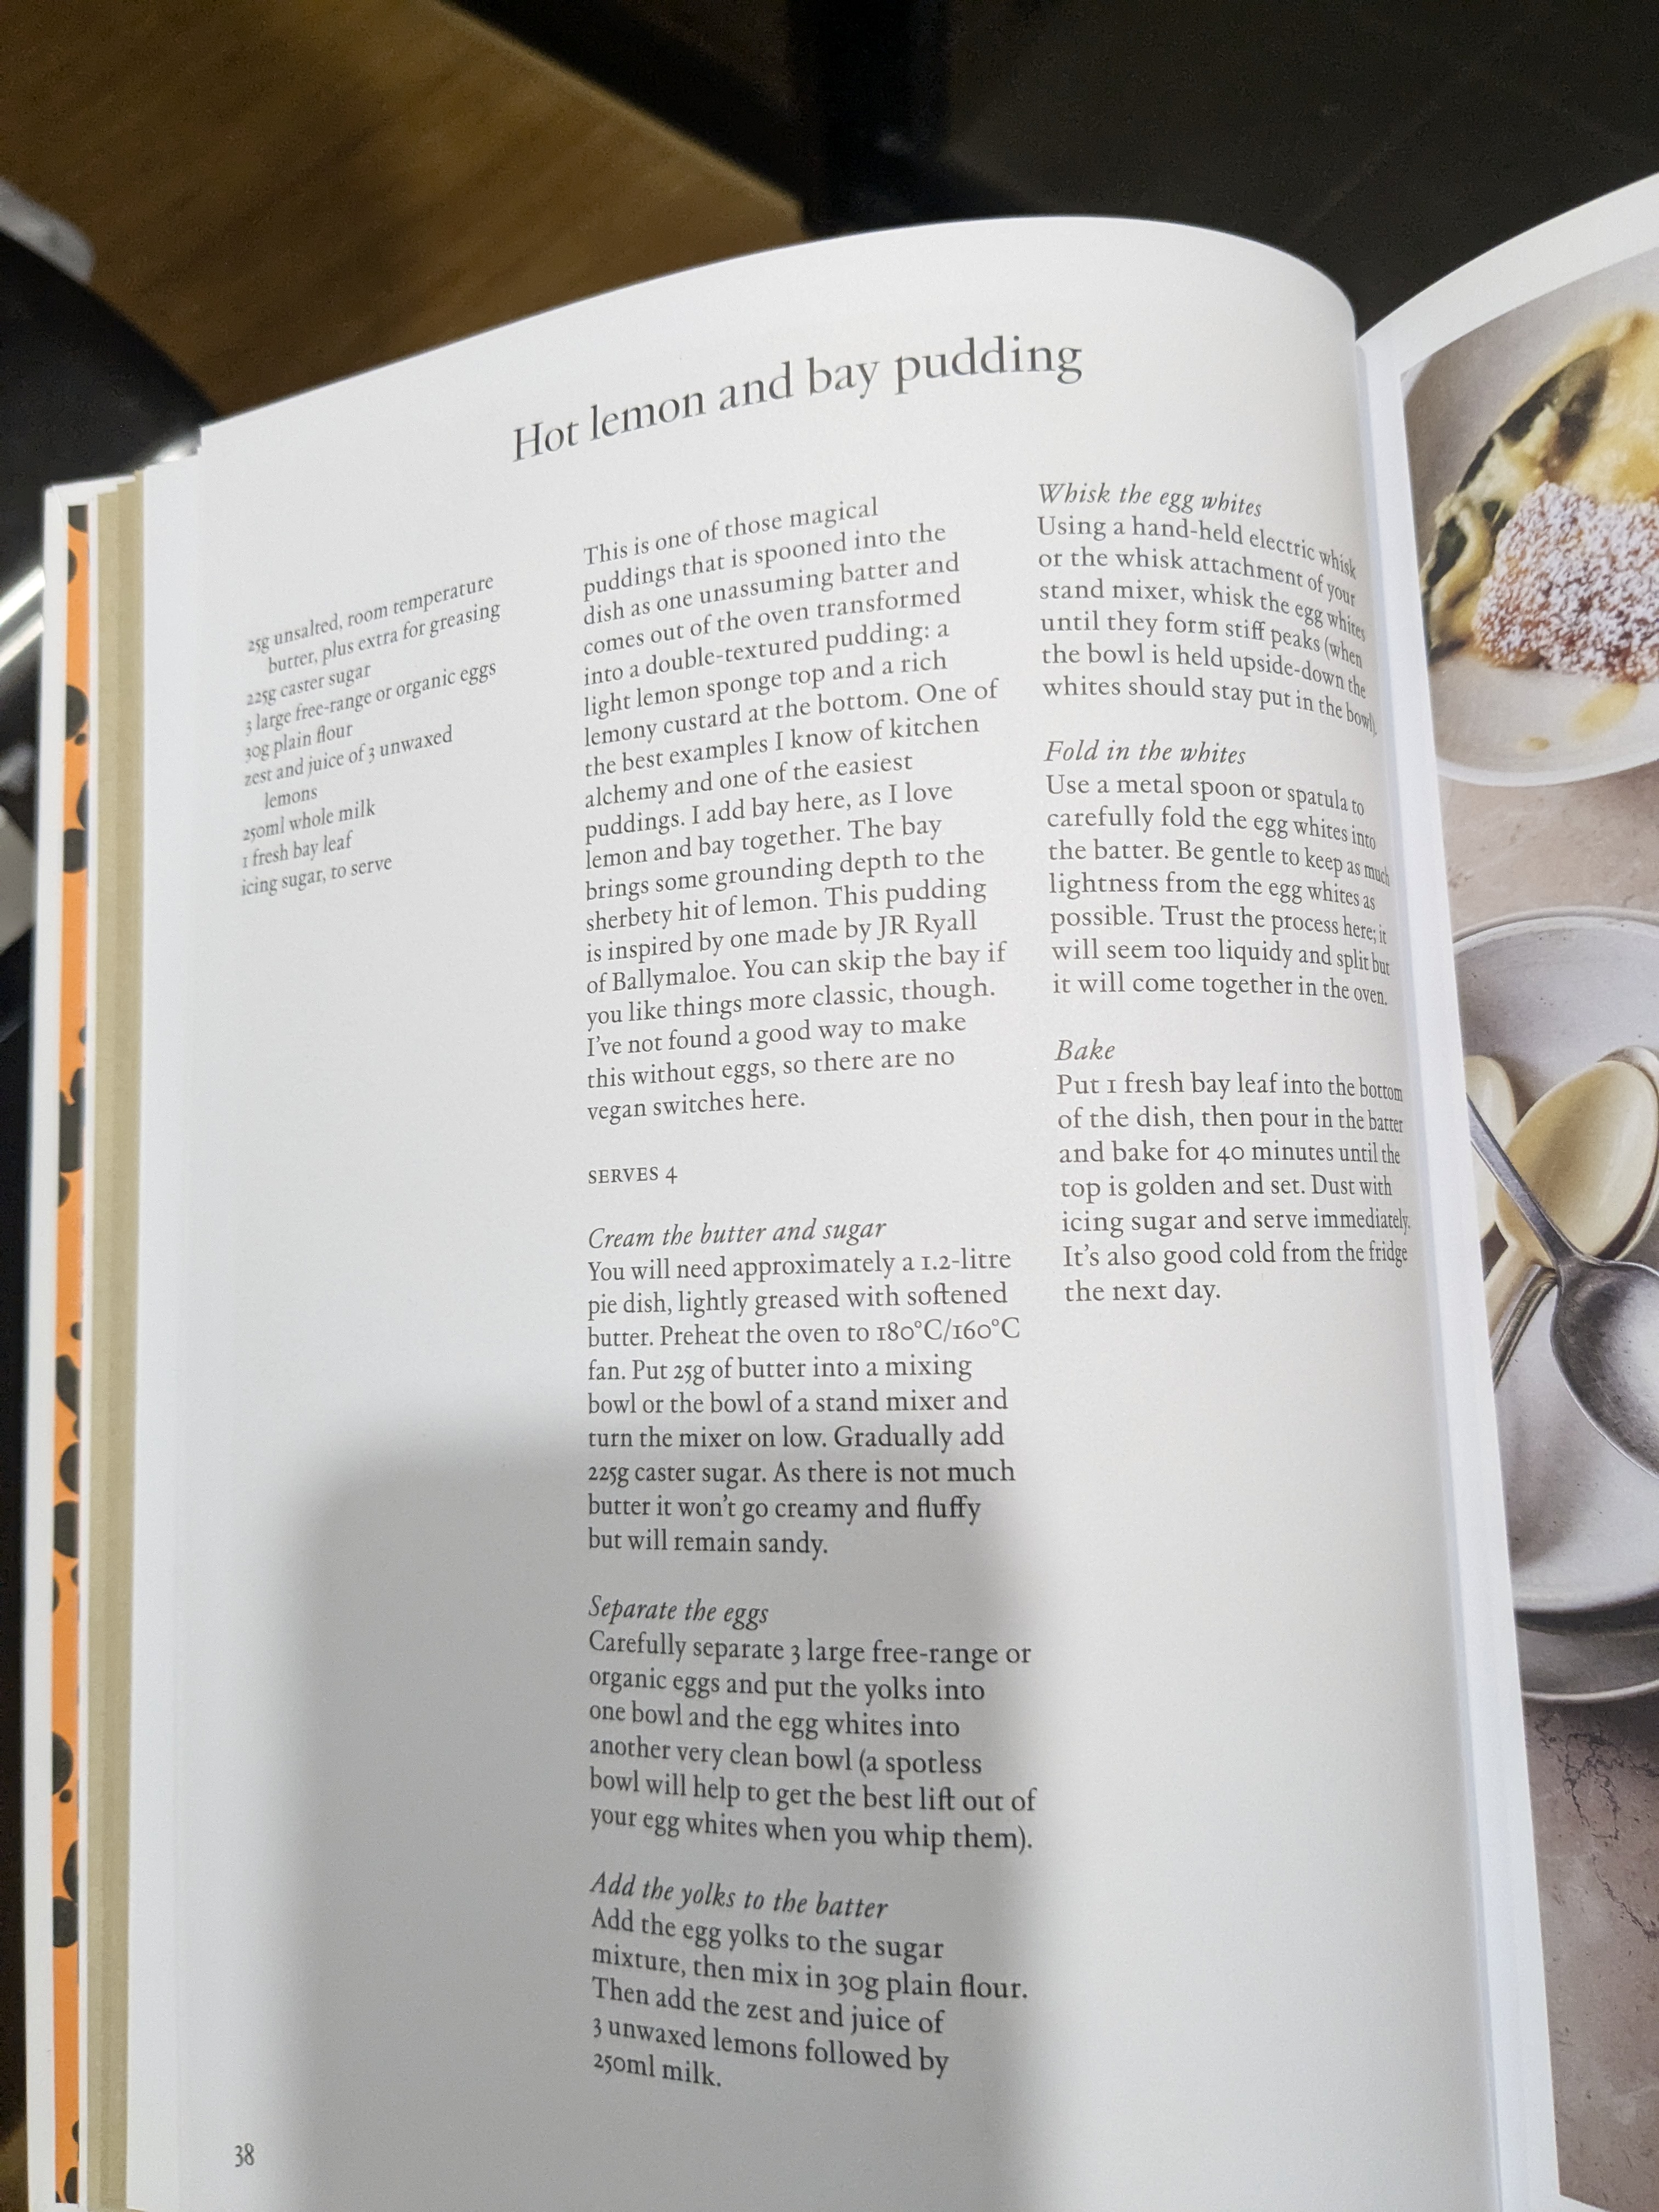 Hot lemon and bay pudding
25g unsalted, room temperature
butter, plus extra for greasing
225g caster sugar
3 large free-range or organic eggs
30g plain flour
zest and juice of 3 unwaxed
lemons
250ml whole milk
1 fresh bay leaf
icing sugar, to serve
This is one of those magical
puddings that is spooned into the
dish as one unassuming batter and
comes out of the oven transformed
into a double-textured pudding: a
light lemon sponge top and a rich
lemony custard at the bottom. One of
the best examples I know of kitchen
alchemy and one of the easiest
puddings. I add bay here, as I love
lemon and bay together. The bay
brings some grounding depth to the
sherbety hit of lemon. This pudding
is inspired by one made by JR Ryall
of Ballymaloe. You can skip the bay if
you like things more classic, though.
I've not found a good way to make
this without eggs, so there are no
vegan switches here.
SERVES 4
Cream the butter and sugar
You will need approximately a 1.2-litre
pie dish, lightly greased with softened
butter. Preheat the oven to 180°C/160°C
fan. Put 25g of butter into a mixing
bowl or the bowl of a stand mixer and
turn the mixer on low. Gradually add
225g caster sugar. As there is not much
butter it won't go creamy and fluffy
but will remain sandy.
Separate the eggs
Carefully separate 3 large free-range or
organic eggs and put the yolks into
one bowl and the egg whites into
another very clean bowl (a spotless
bowl will help to get the best lift out of
your egg whites when you whip them).
Add the yolks to the batter
Add the egg yolks to the sugar
mixture, then mix in 30g plain flour.
Then add the zest and juice of
3 unwaxed lemons followed by
250ml milk.
Whisk the egg whites
Using a hand-held electric whisk
or the whisk attachment of your
stand mixer, whisk the egg whites
until they form stiff peaks (when
the bowl is held upside-down the
whites should stay put in the bowl).
Fold in the whites
Use a metal spoon or spatula to
carefully fold the egg whites into
the batter. Be gentle to keep as much
lightness from the egg whites as
possible. Trust the process here; it
will seem too liquidy and split but
it will come together in the oven.
Bake
Put 1 fresh bay leaf into the bottom
of the dish, then pour in the batter
and bake for 40 minutes until the
top is golden and set. Dust with
icing sugar and serve immediately.
It's also good cold from the fridge
the next day.
38